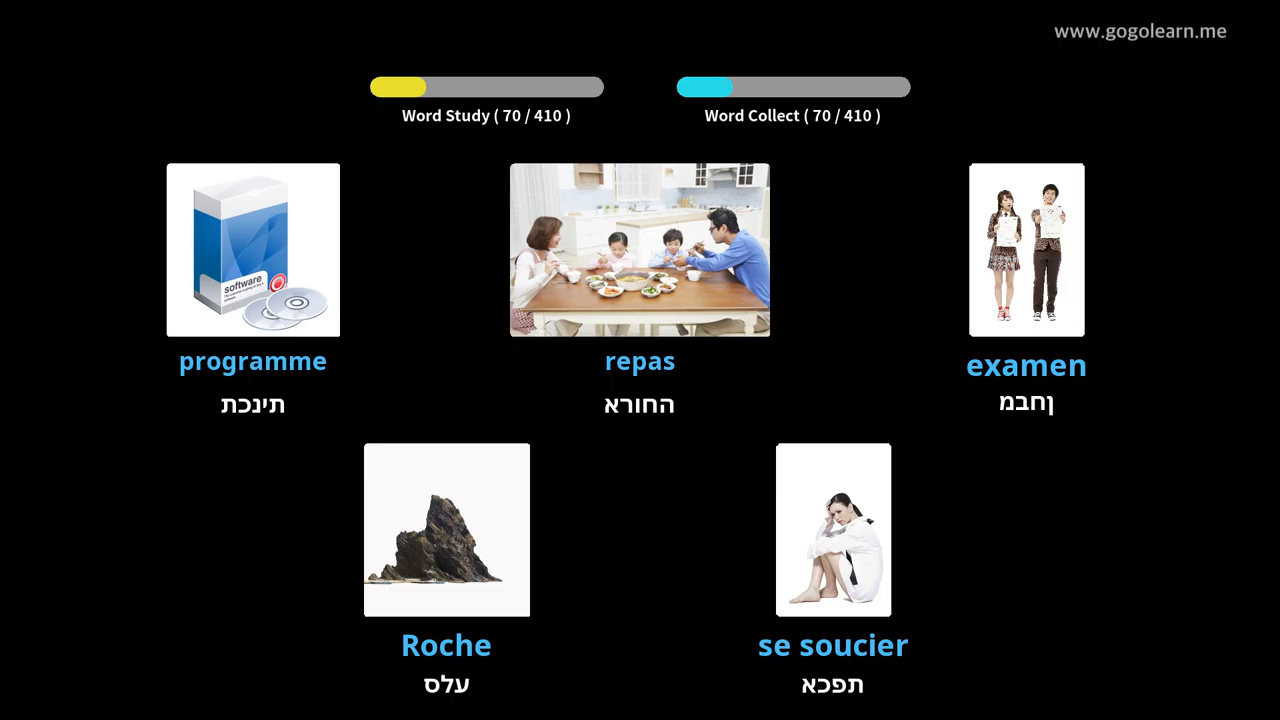 www.gogolearn.me
Word Study ( 70 / 410 )
Word Collect ( 70 / 410 )
programme
תינכת
repas
החורא
examen
ןחבמ
software
Roche
עלס
se soucier
תפכא